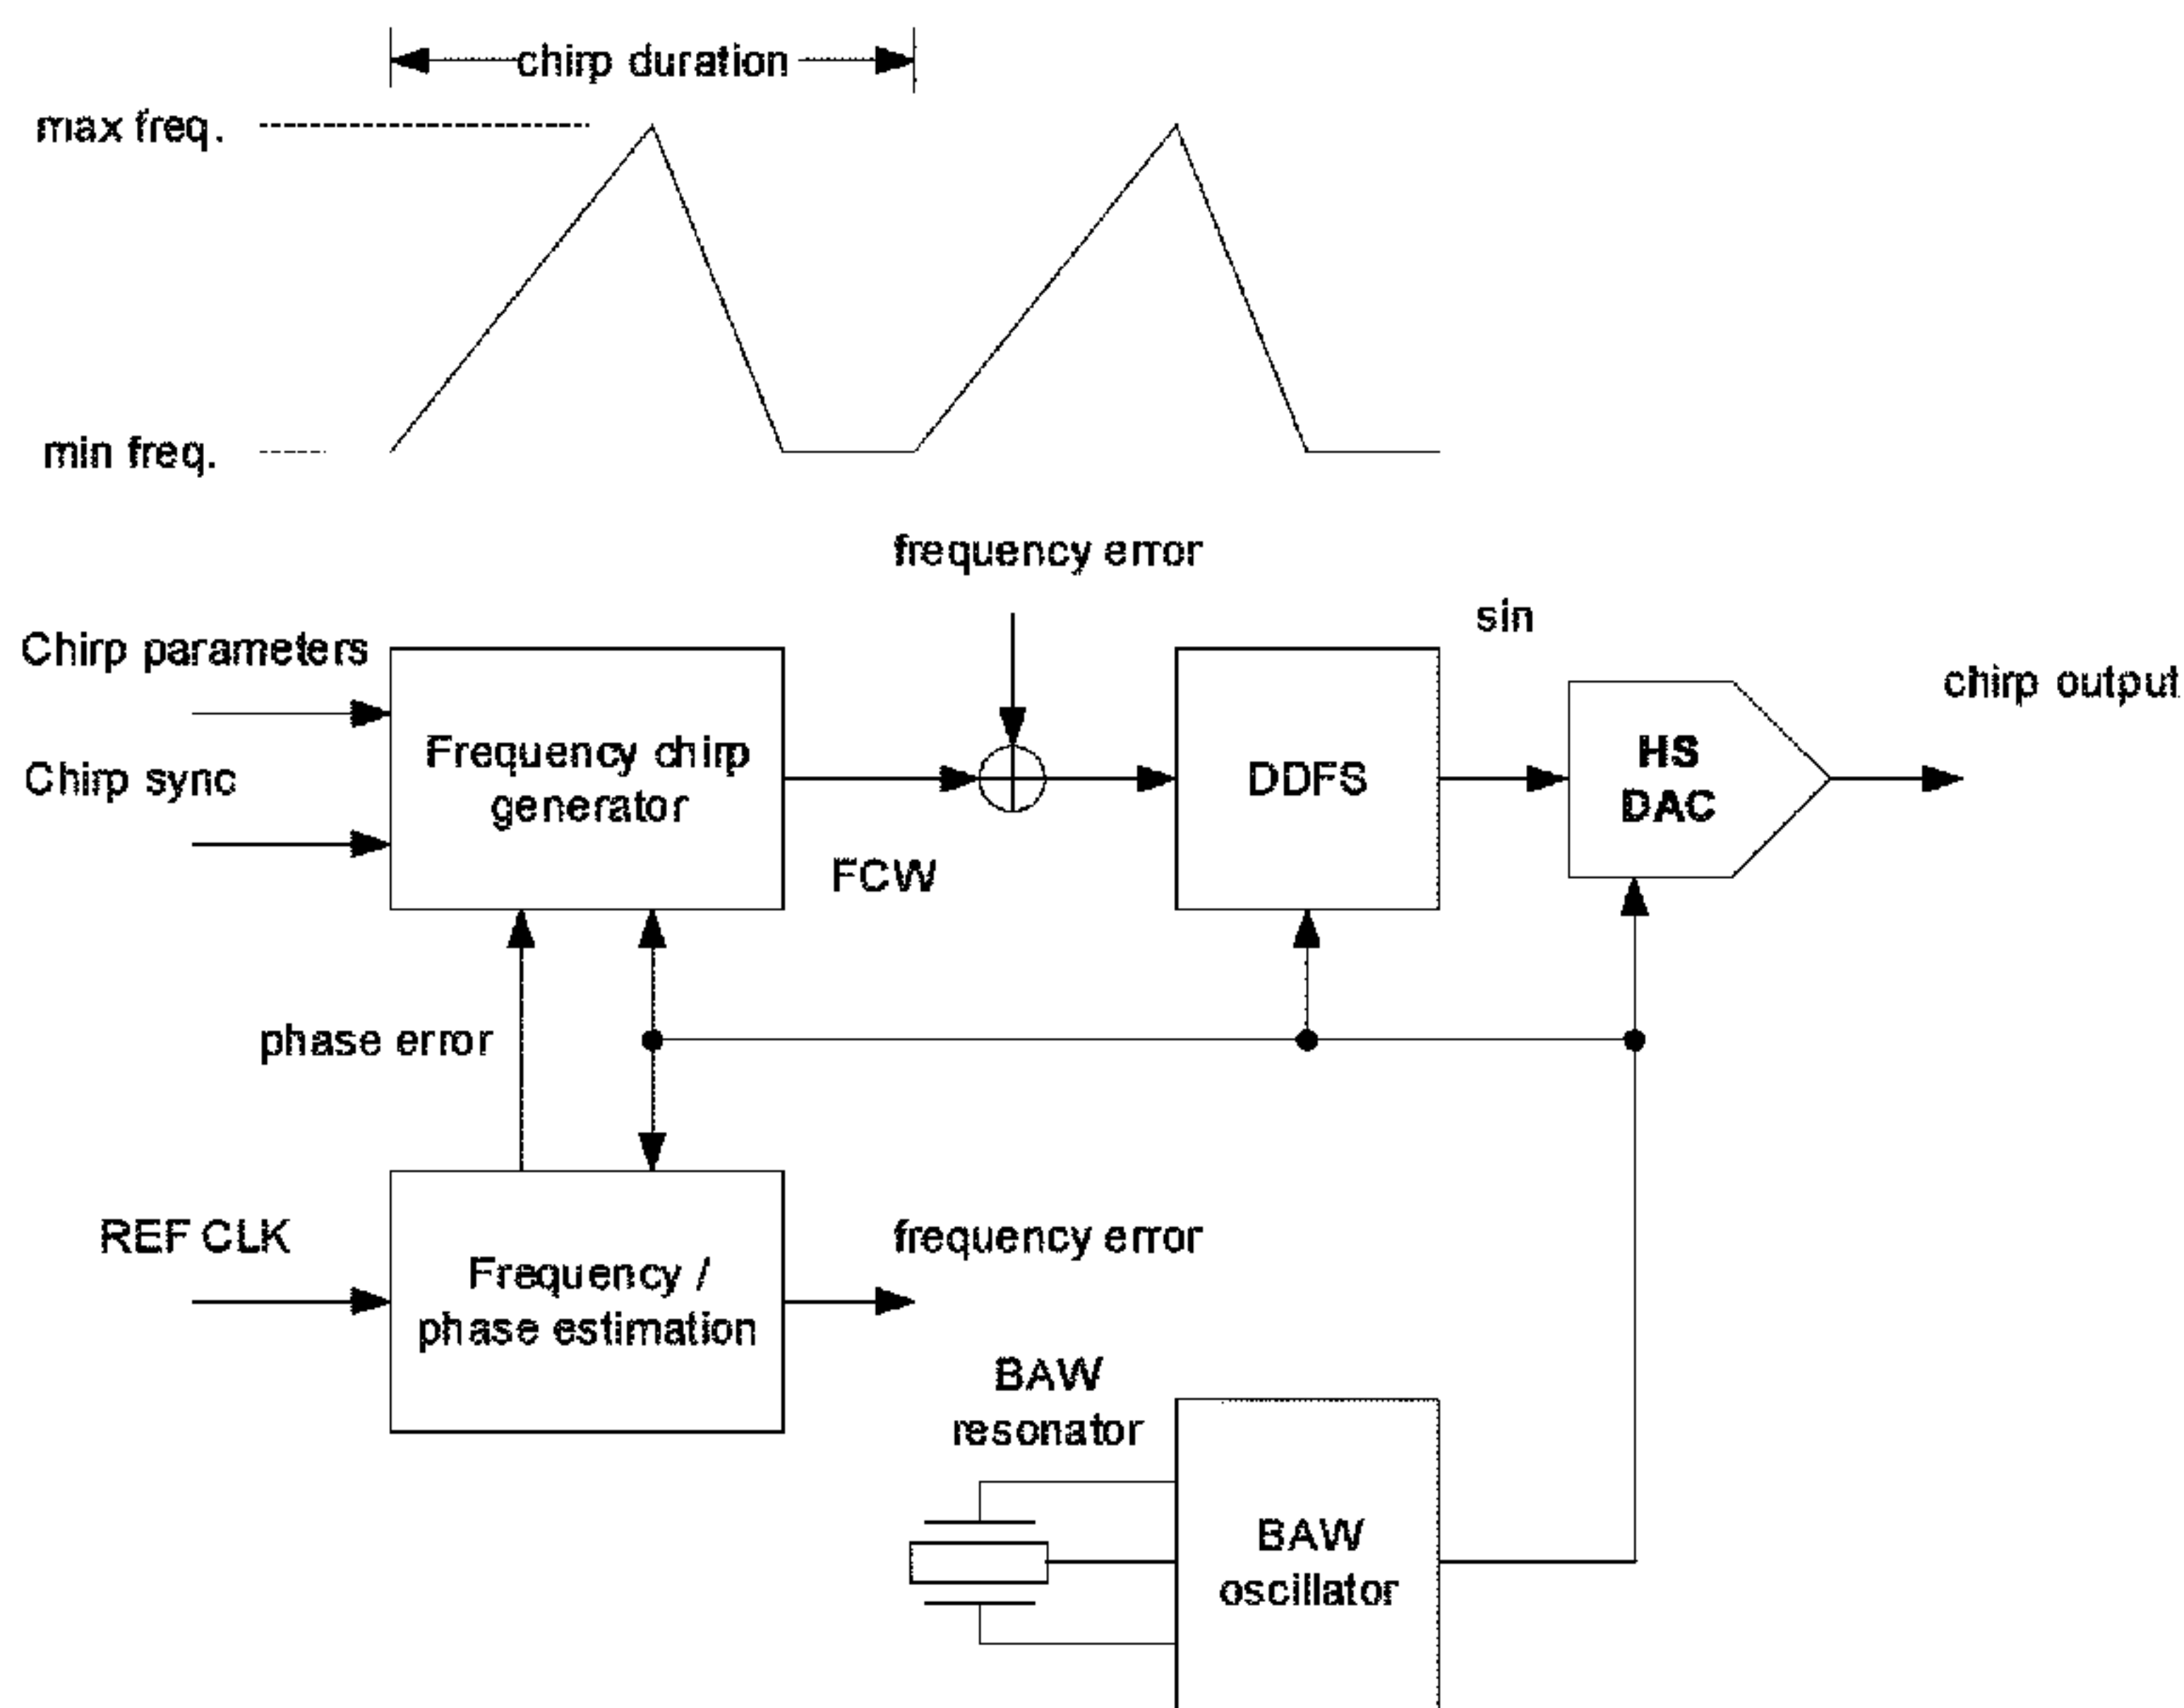 chirp duration
max freq.
min freq.
frequency error
sin
Chirp parameters
chirp output
Frequency chirp
generator
Chirp sync
DDFS
HS
DAC
FCW
phase error
REF CLK
frequency error
Frequency /
phase estimation
BAW
resonator
BAW
oscillator